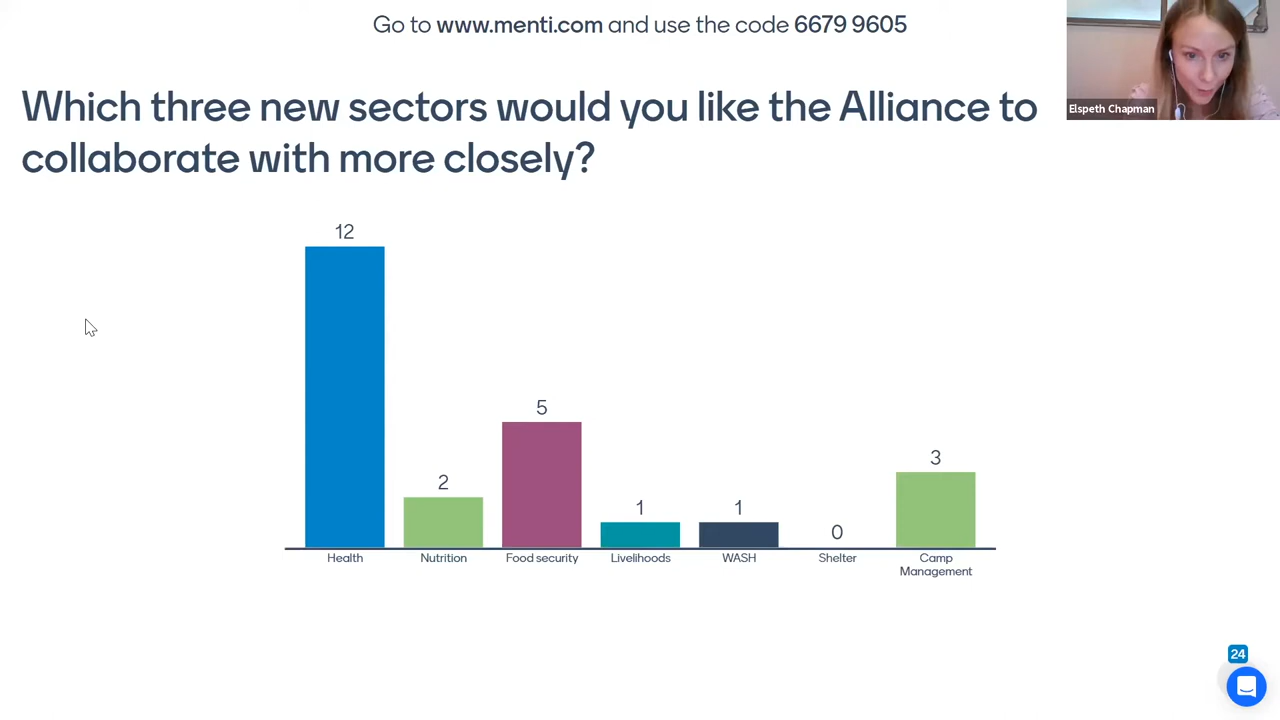 Go to www.menti.com and use the code 6679 9605
Elspeth Chapman
Which three new sectors would you like the Alliance to
collaborate with more closely?
12
2
5
1
1
0
3
Health
Nutrition
Food security
Livelihoods
WASH
Shelter
Camp
Management
24